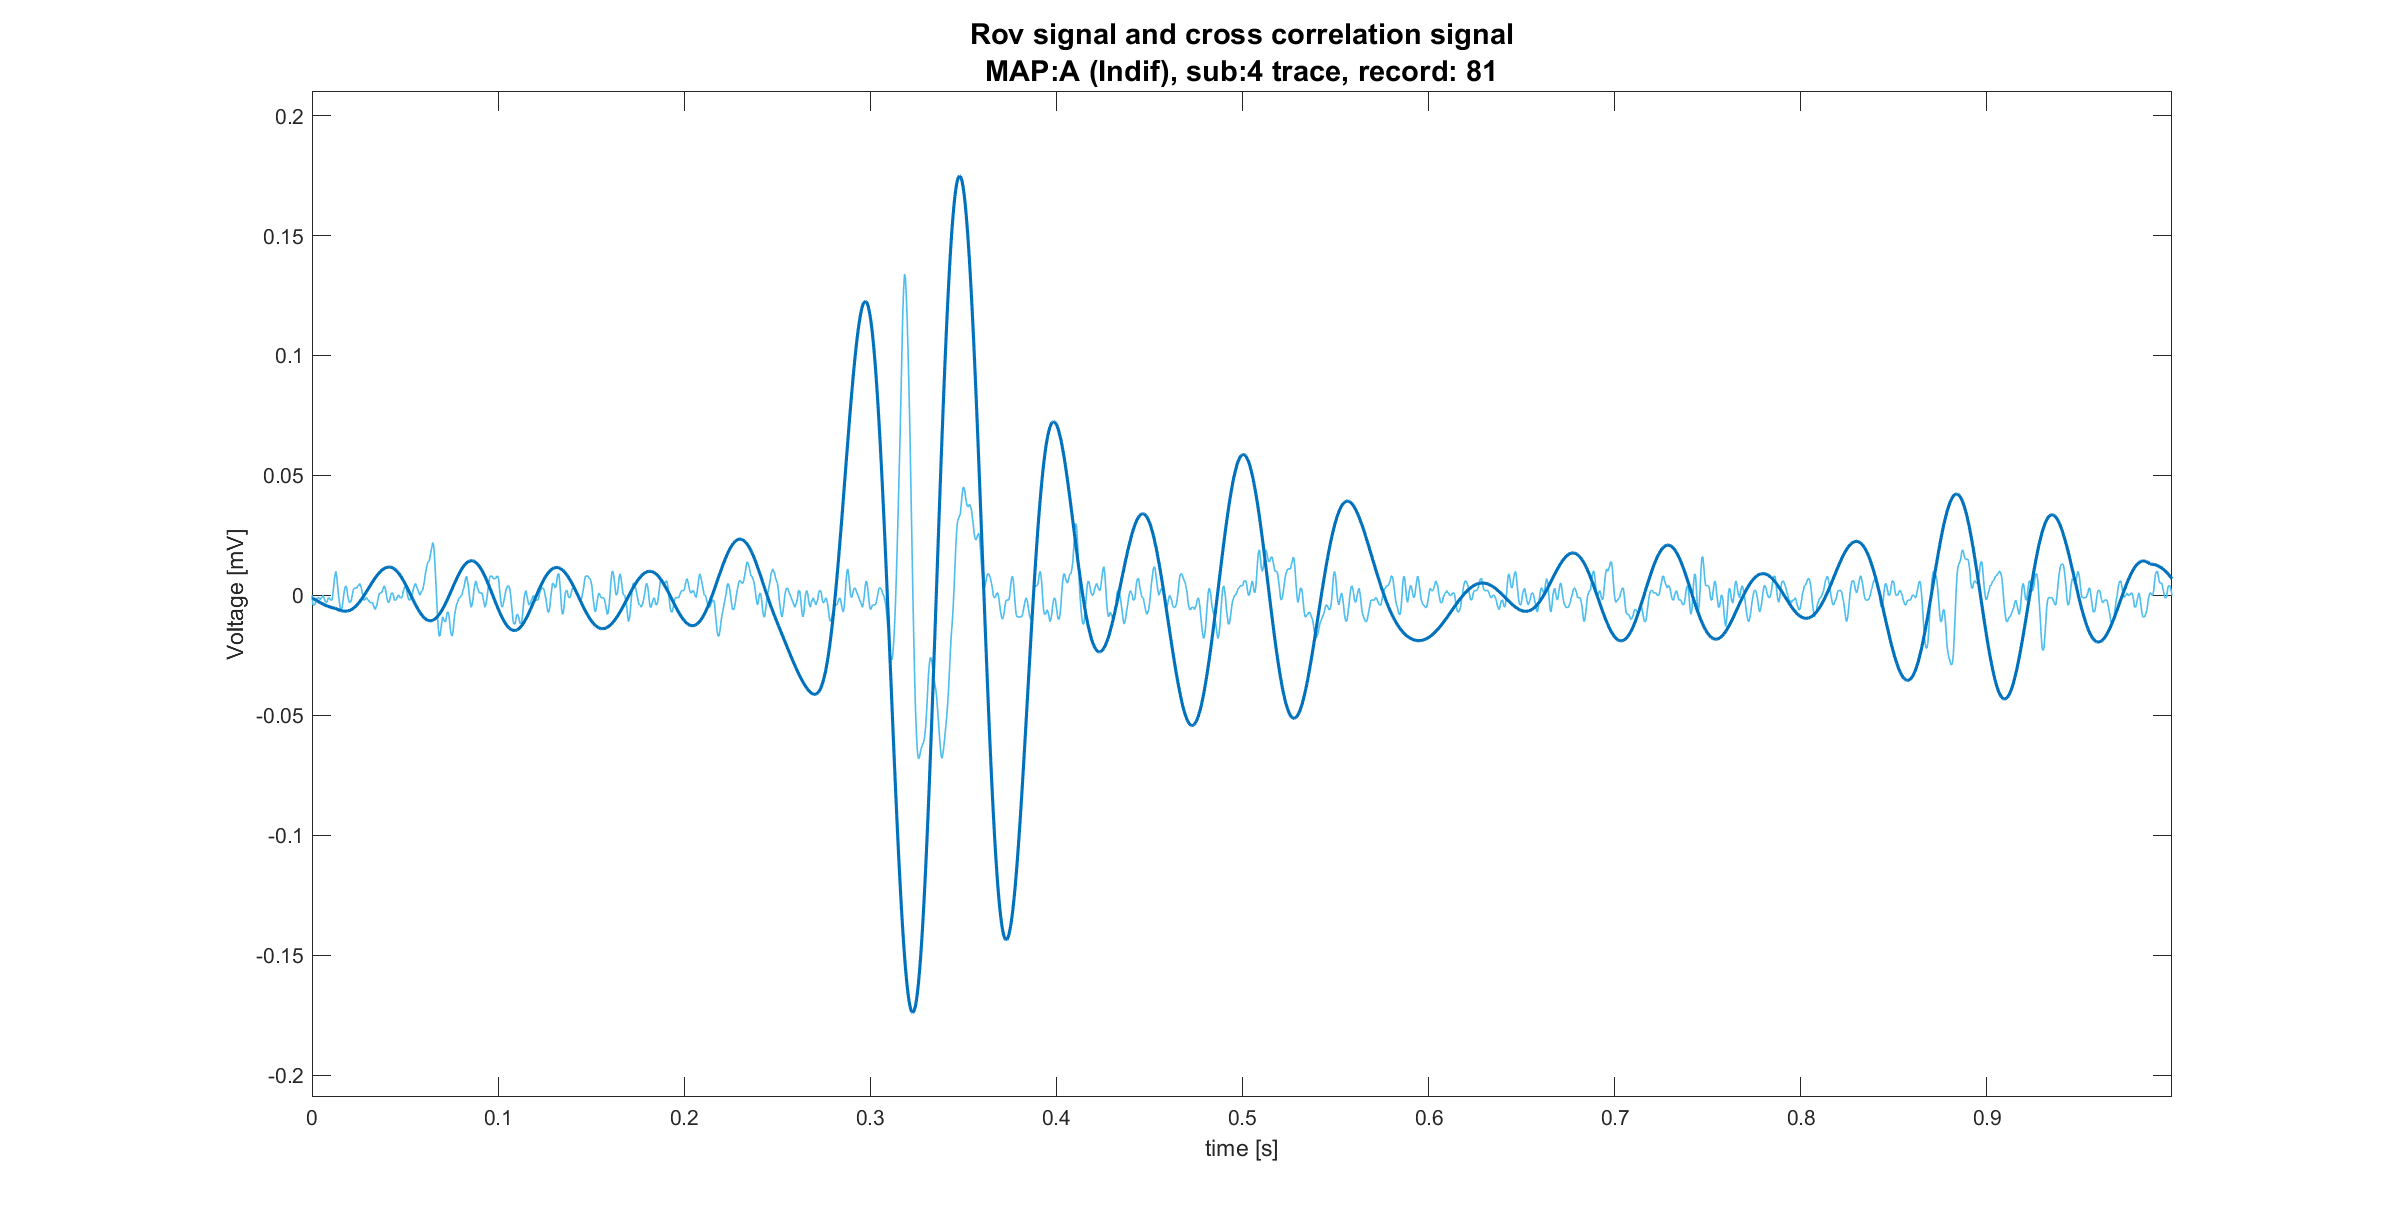 Rov signal and cross correlation signal
MAP:A (Indif), sub:4 trace, record: 81
0.2
0.15
0.1
0.05
0
-0.05
-0.1
-0.15
-0.2
Voltage [mV]
0 0.1 0.2 0.3 0.4 0.5 0.6 0.7 0.8 0.9
time [s]